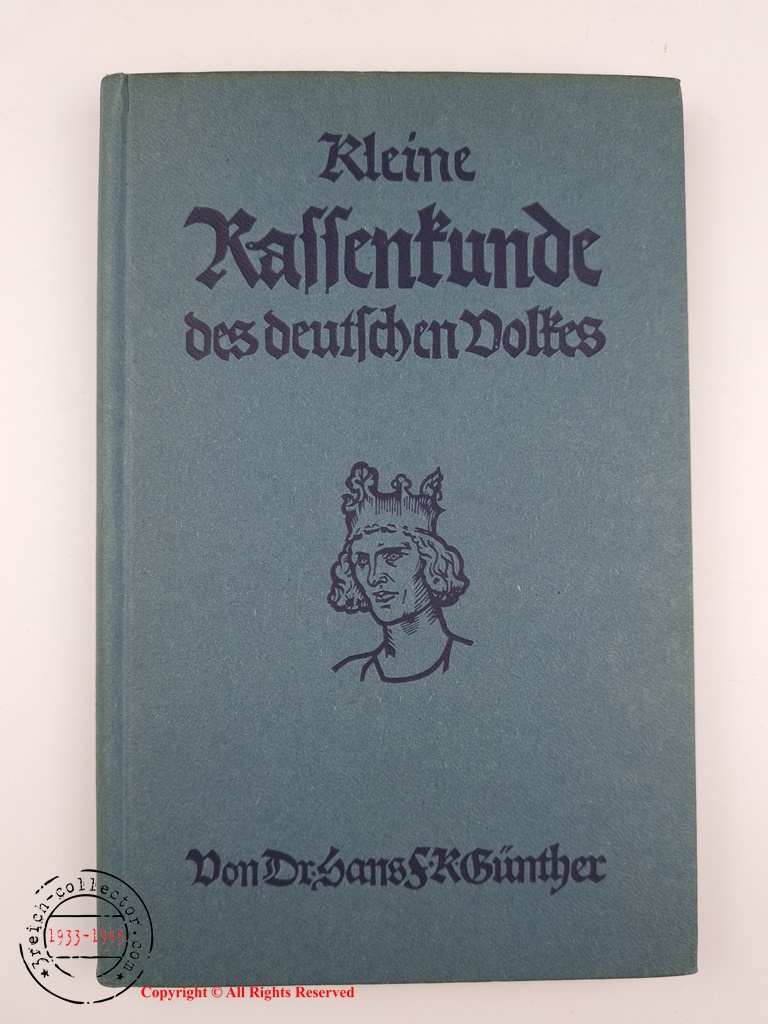 Kleine
Rassenkunde
des deutschen Volkes
Von Dr. Hans F. K. Günther
3reich-collector.com
1933-1945
Copyright © All Rights Reserved